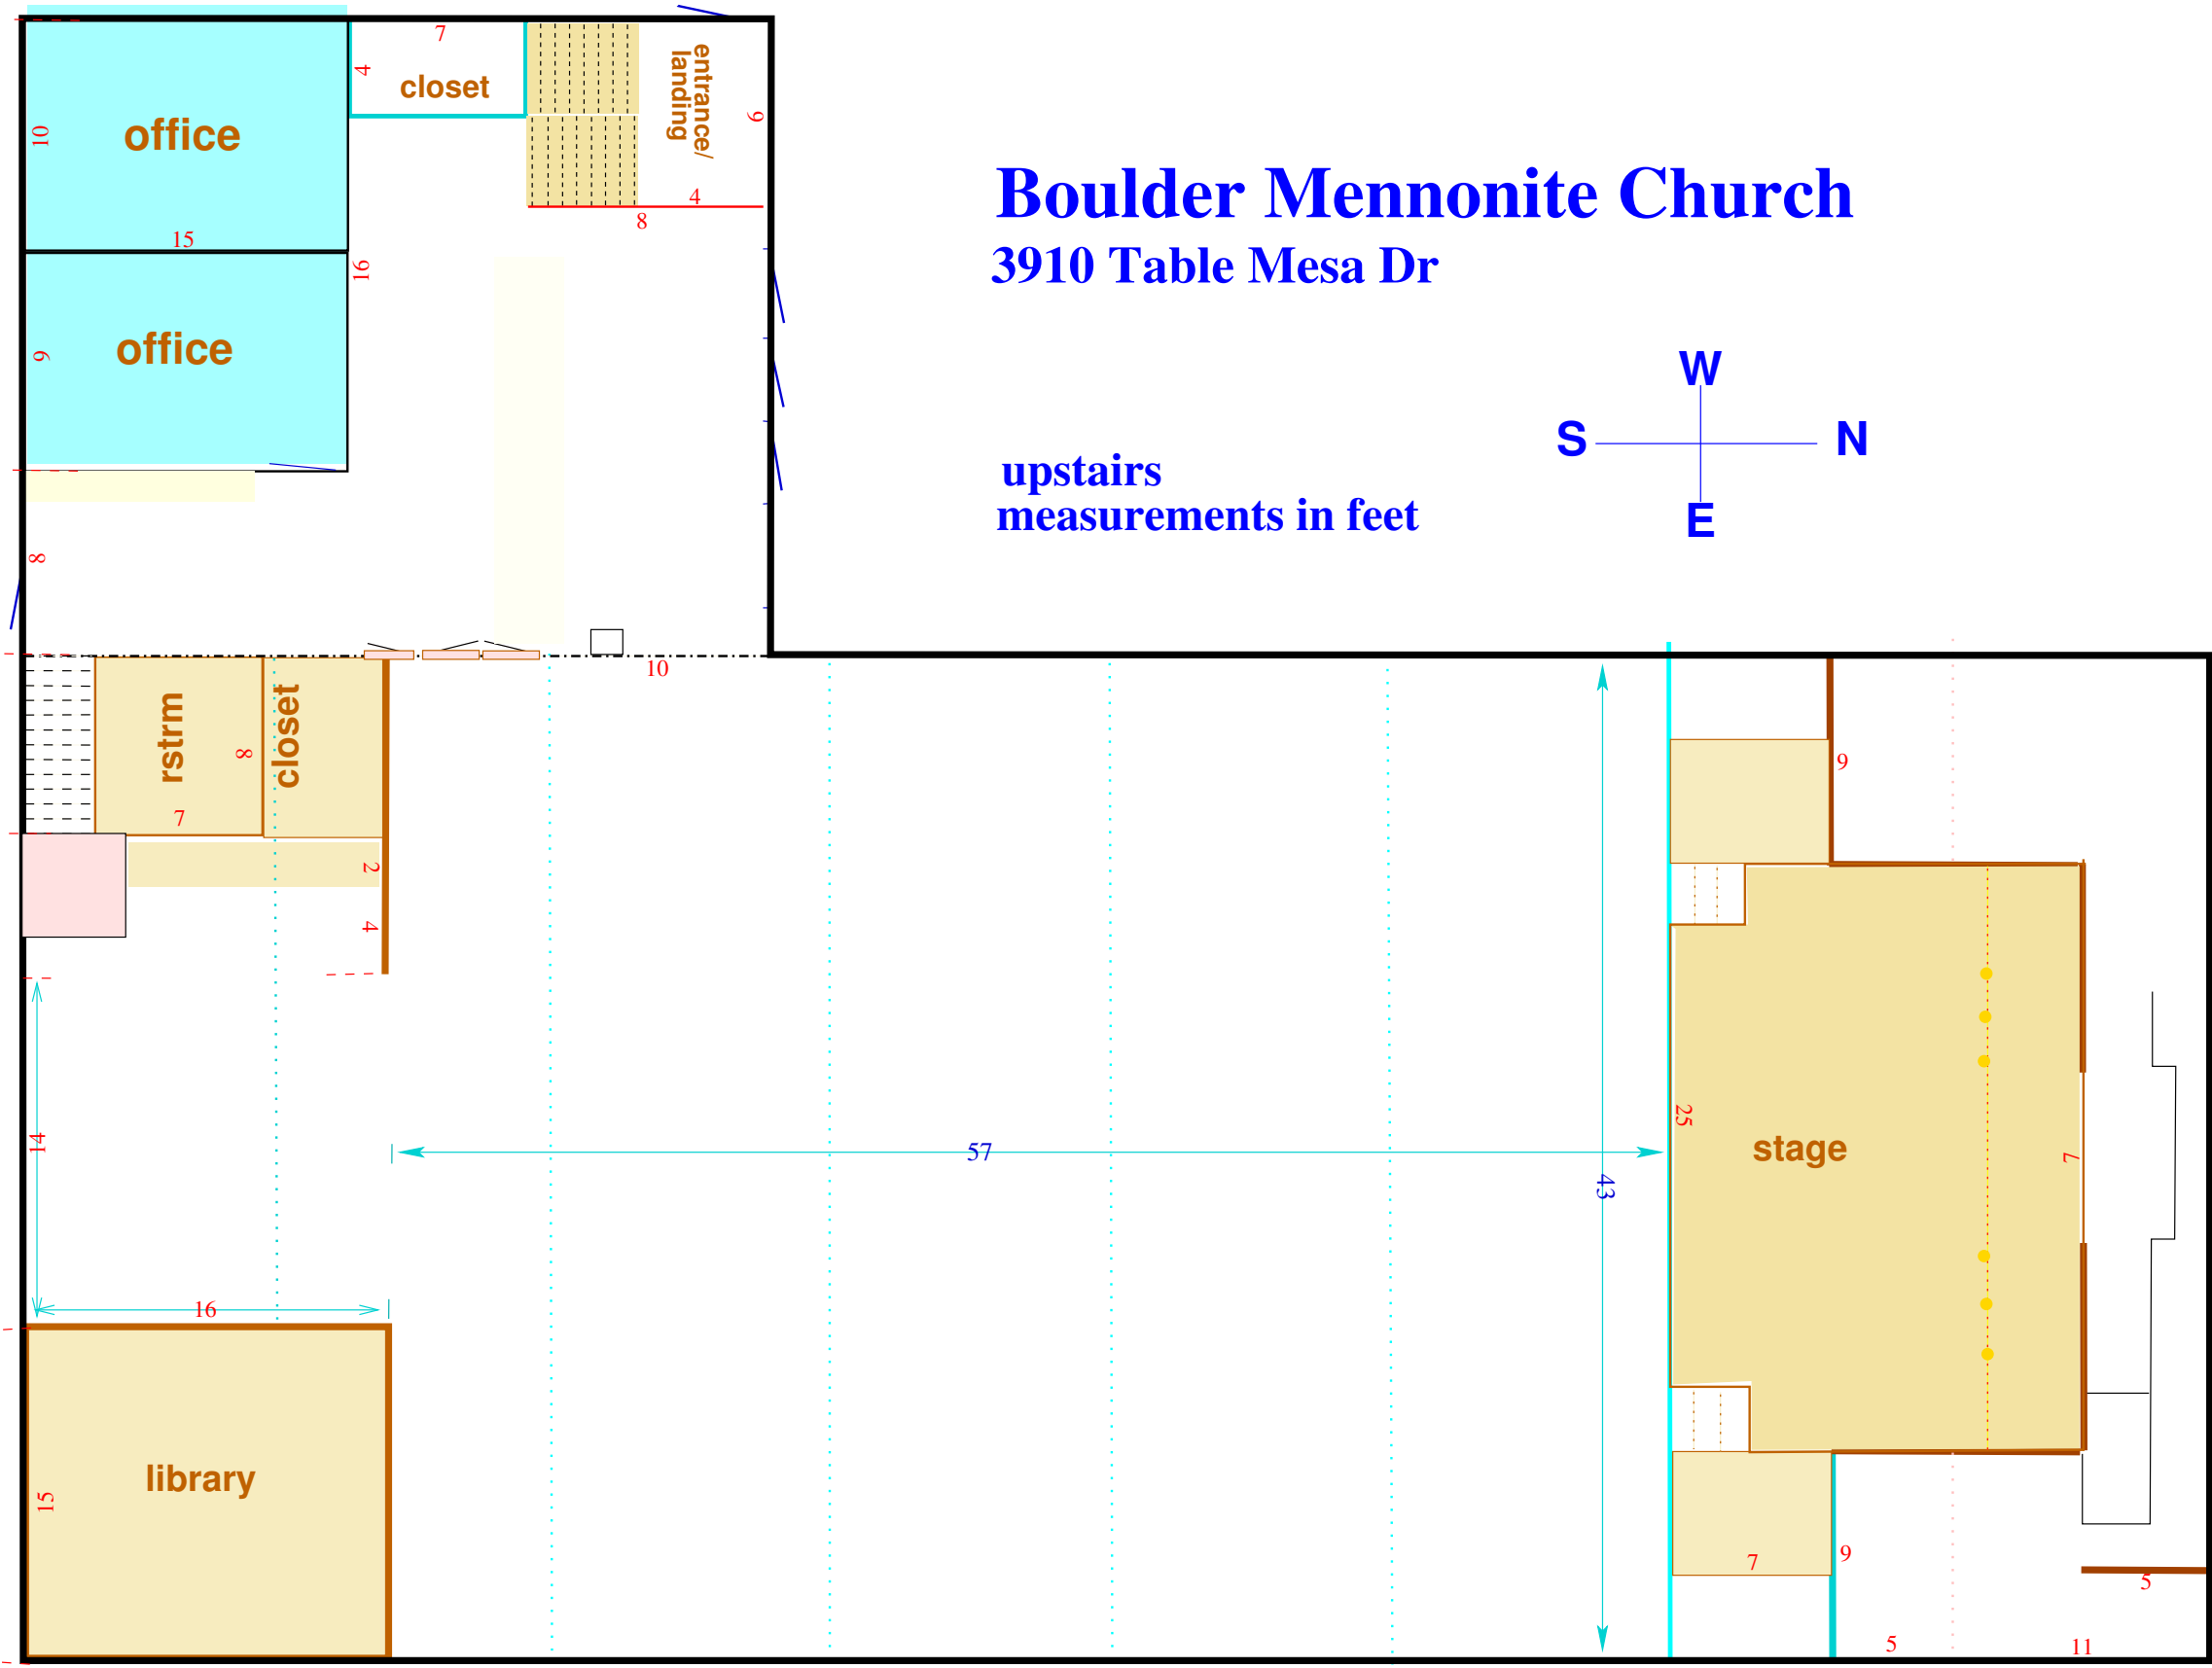 7
4
closet
entrance/
landing
6
10
office
4
8
15
16
office
9
8
Boulder Mennonite Church
3910 Table Mesa Dr
W
S
N
E
upstairs
measurements in feet
10
rstrm
8
closet
7
2
4
9
14
57
43
25
stage
7
16
library
15
7
9
5
5
11